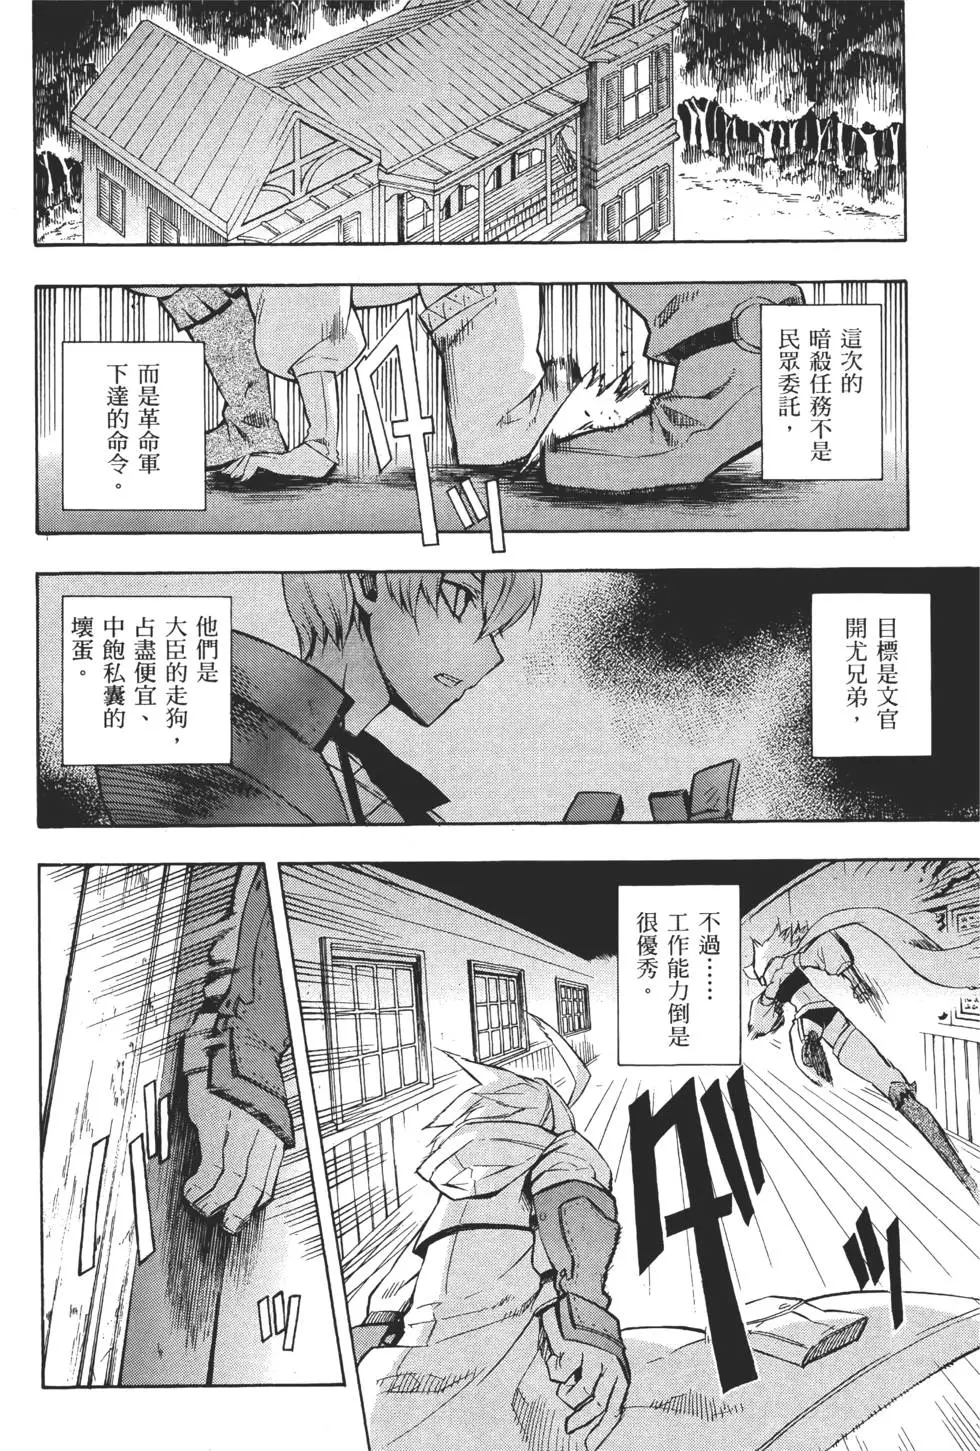 這次的
暗殺任務不是
民眾委託，
而是革命軍
下達的命令。
ザッ
目標是文官
開尤兄弟，
他們是
大臣的走狗，
占盡便宜、
中飽私囊的
壞蛋。
不過……
工作能力倒是
很優秀。